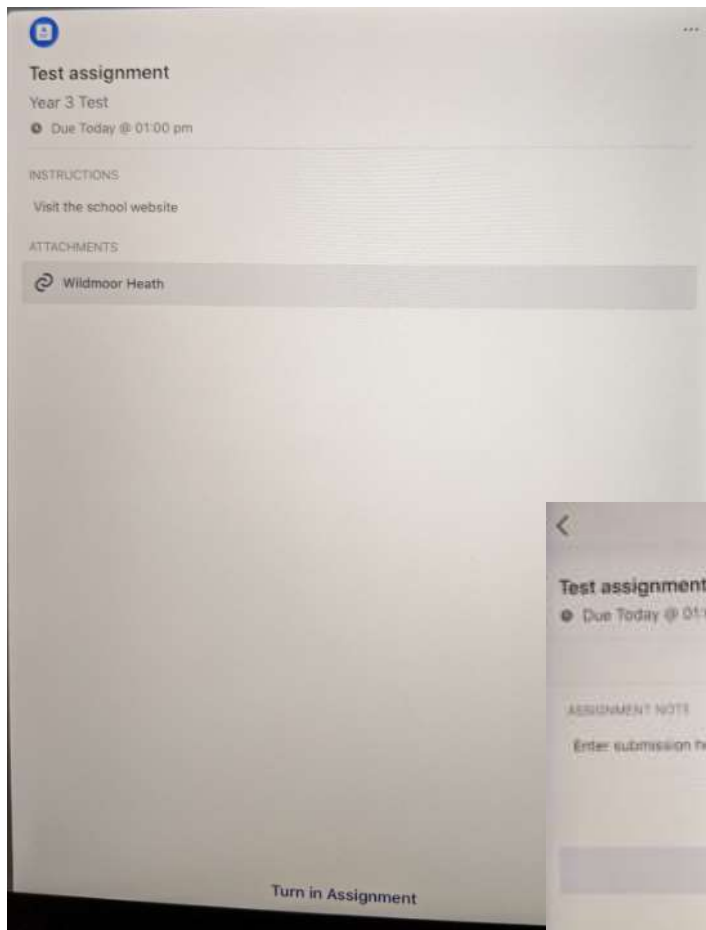 Test assignment
Year 3 Test
Due Today @ 01:00 pm
INSTRUCTIONS
Visit the school website
ATTACHMENTS
Wildmoor Heath
Turn in Assignment
Test assignment
Due Today @ 01:
ASSIGNMENT NOTE
Enter submission